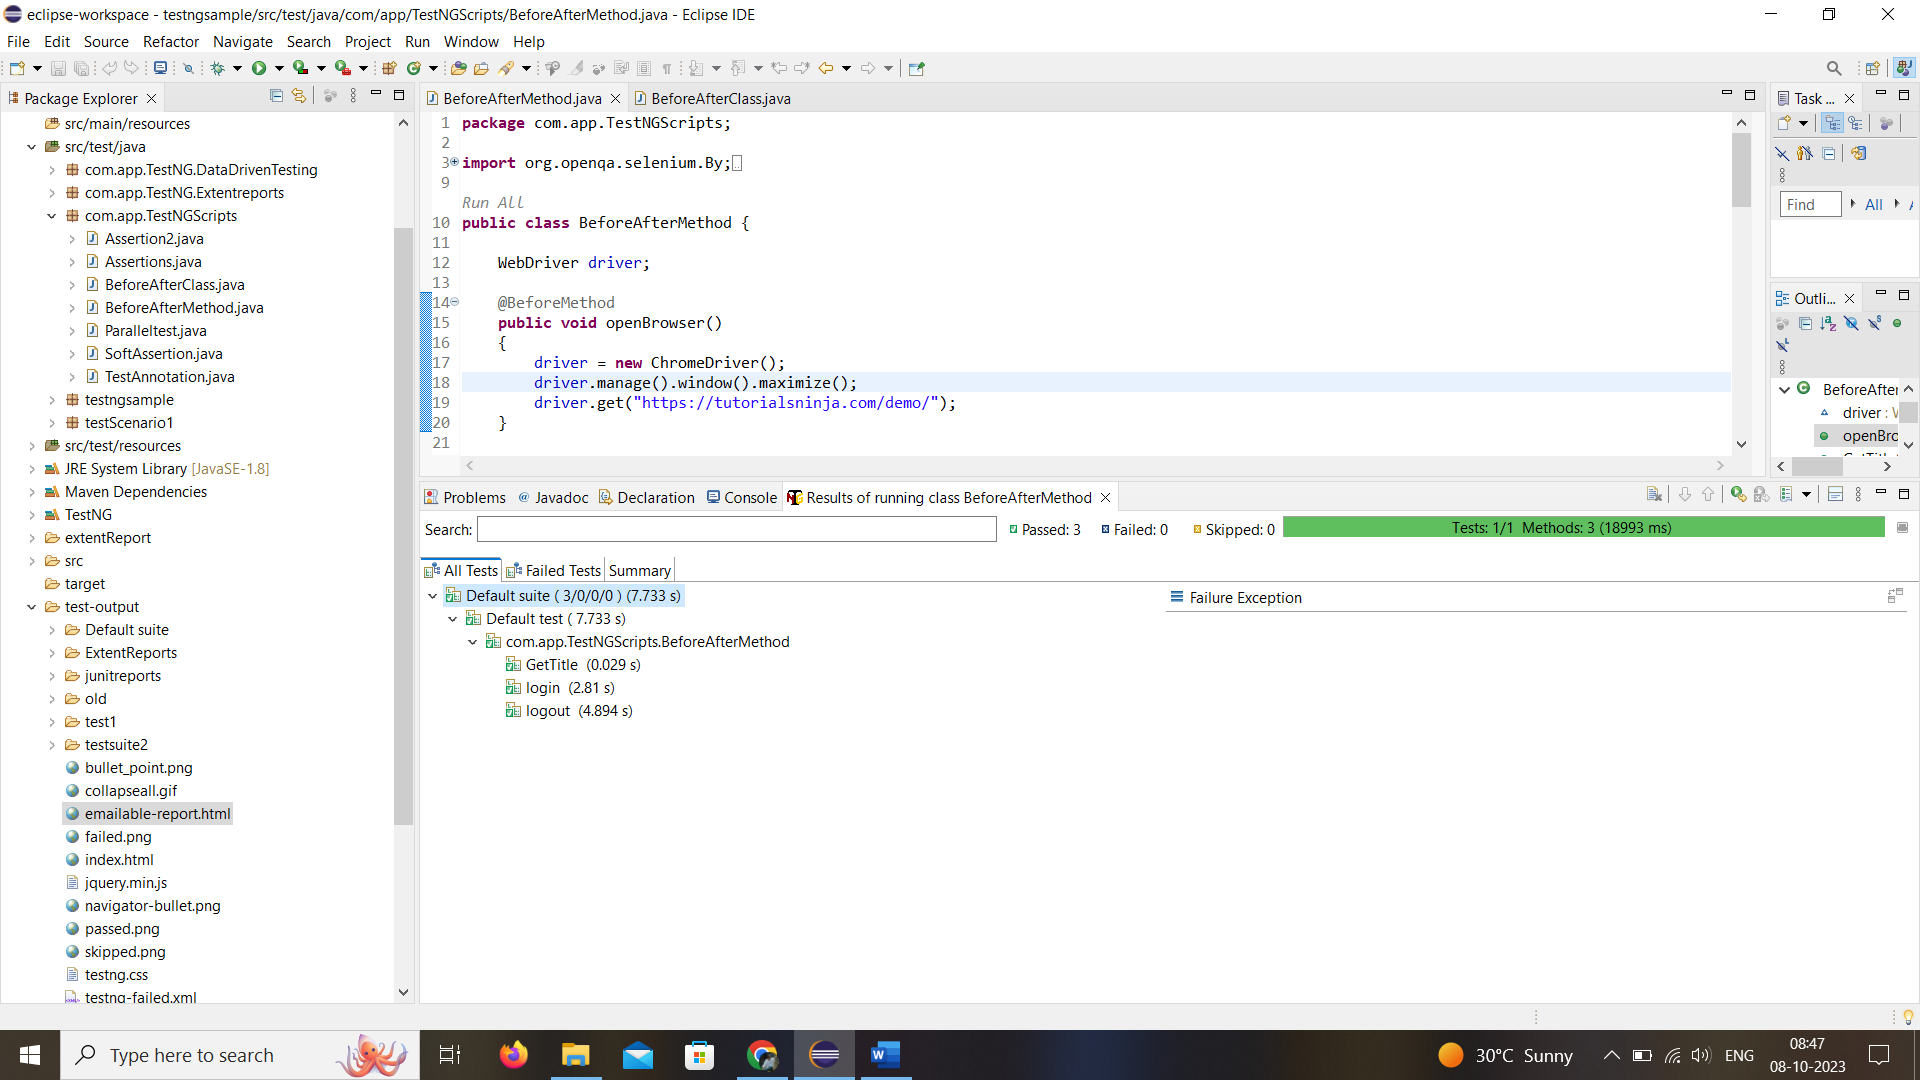 eclipse-workspace - testngsample/src/test/java/com/app/TestNGScripts/BeforeAfterMethod.java - Eclipse IDE
File Edit Source Refactor Navigate Search Project Run Window Help
Package Explorer
src/main/resources
src/test/java
com.app.TestNG.DataDrivenTesting
com.app.TestNG.Extentreports
com.app.TestNGScripts
Assertion2.java
Assertions.java
BeforeAfterClass.java
BeforeAfterMethod.java
Paralleltest.java
SoftAssertion.java
TestAnnotation.java
testngsample
testScenario1
src/test/resources
JRE System Library [JavaSE-1.8]
Maven Dependencies
TestNG
extentReport
src
target
test-output
Default suite
ExtentReports
junitreports
old
test1
testsuite2
bullet_point.png
collapseall.gif
emailable-report.html
failed.png
index.html
jquery.min.js
navigator-bullet.png
passed.png
skipped.png
testng.css
testng-failed.xml
BeforeAfterMethod.java BeforeAfterClass.java
1 package com.app.TestNGScripts;
2
3 import org.openqa.selenium.By;
9
Run All
10 public class BeforeAfterMethod {
11
12 WebDriver driver;
13
14 @BeforeMethod
15 public void openBrowser()
16 {
17 driver = new ChromeDriver();
18 driver.manage().window().maximize();
19 driver.get("https://tutorialsninja.com/demo/");
20 }
21
Task ...
Find All
Outli...
BeforeAfter
driver :
openBro
Problems Javadoc Declaration Console Results of running class BeforeAfterMethod
Search: Passed: 3 Failed: 0 Skipped: 0 Tests: 1/1 Methods: 3 (18993 ms)
All Tests Failed Tests Summary
Default suite ( 3/0/0/0 ) (7.733 s)
Default test ( 7.733 s)
com.app.TestNGScripts.BeforeAfterMethod
GetTitle (0.029 s)
login (2.81 s)
logout (4.894 s)
Failure Exception
Type here to search
30°C Sunny
ENG
08:47
08-10-2023